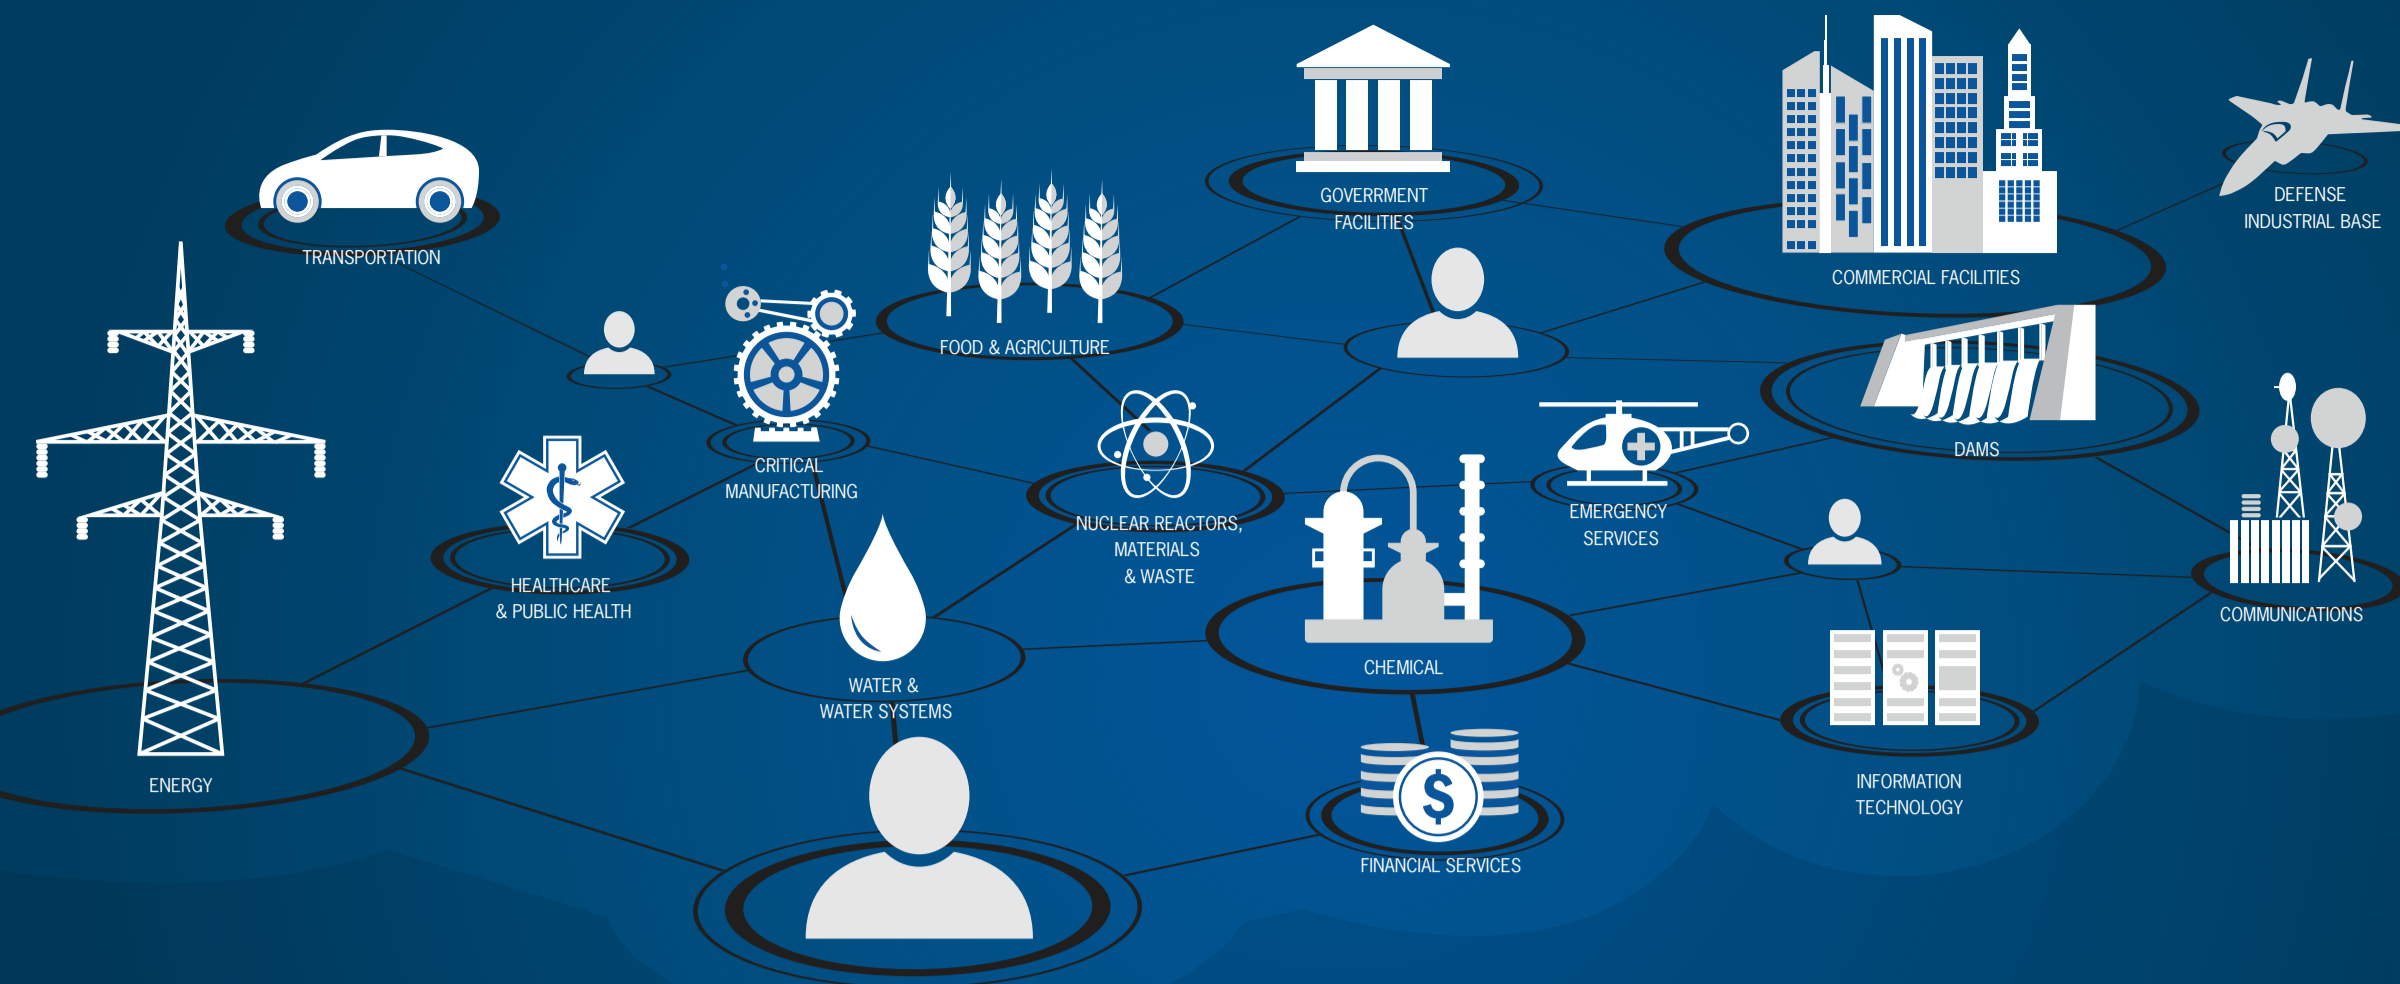 GOVERRMENT
FACILITIES
DEFENSE
INDUSTRIAL BASE
TRANSPORTATION
COMMERCIAL FACILITIES
FOOD & AGRICULTURE
DAMS
CRITICAL
MANUFACTURING
NUCLEAR REACTORS,
MATERIALS
& WASTE
EMERGENCY
SERVICES
HEALTHCARE
& PUBLIC HEALTH
COMMUNICATIONS
CHEMICAL
WATER &
WATER SYSTEMS
ENERGY
$
INFORMATION
TECHNOLOGY
FINANCIAL SERVICES